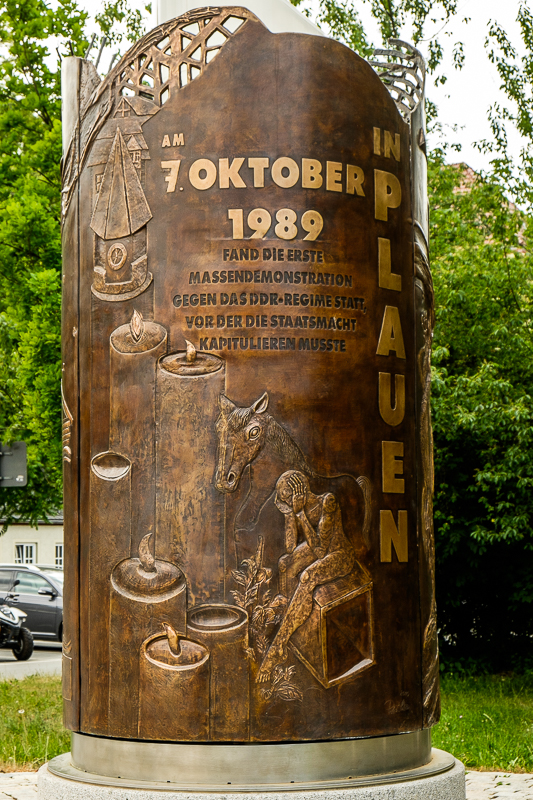 AM
7. OKTOBER
1989
FAND DIE ERSTE
MASSENDEMONSTRATION
GEGEN DAS DDR-REGIME STATT,
VOR DER DIE STAATSMACHT
KAPITULIEREN MUSSTE
IN PLAUEN